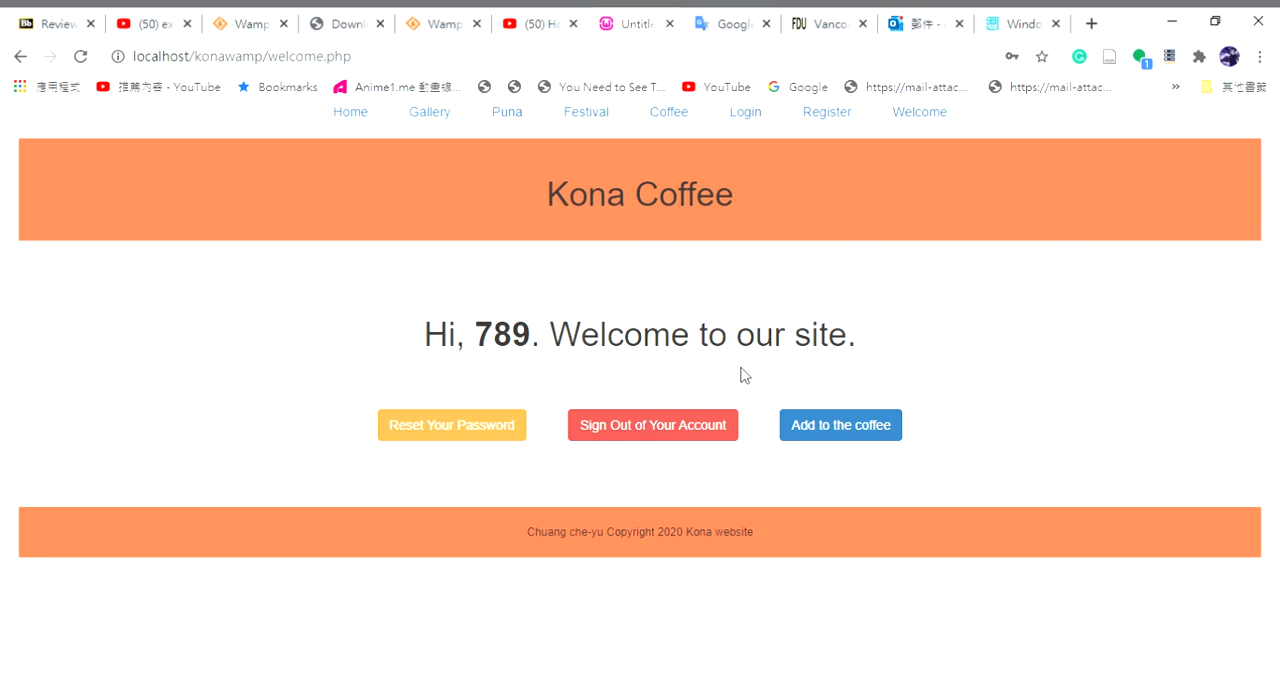 Review (50) e Wamp Downl Wamp (50) H Untitle Google FDU Vanco 郵件 - Windo
localhost/konawamp/welcome.php
應用程式 推薦內容 - YouTube Bookmarks Anime1.me 動畫線... You Need to See T... YouTube Google https://mail-attac... https://mail-attac... » 其他書籤
Home Gallery Puna Festival Coffee Login Register Welcome
Kona Coffee
Hi, 789. Welcome to our site.
Reset Your Password Sign Out of Your Account Add to the coffee
Chuang che-yu Copyright 2020 Kona website